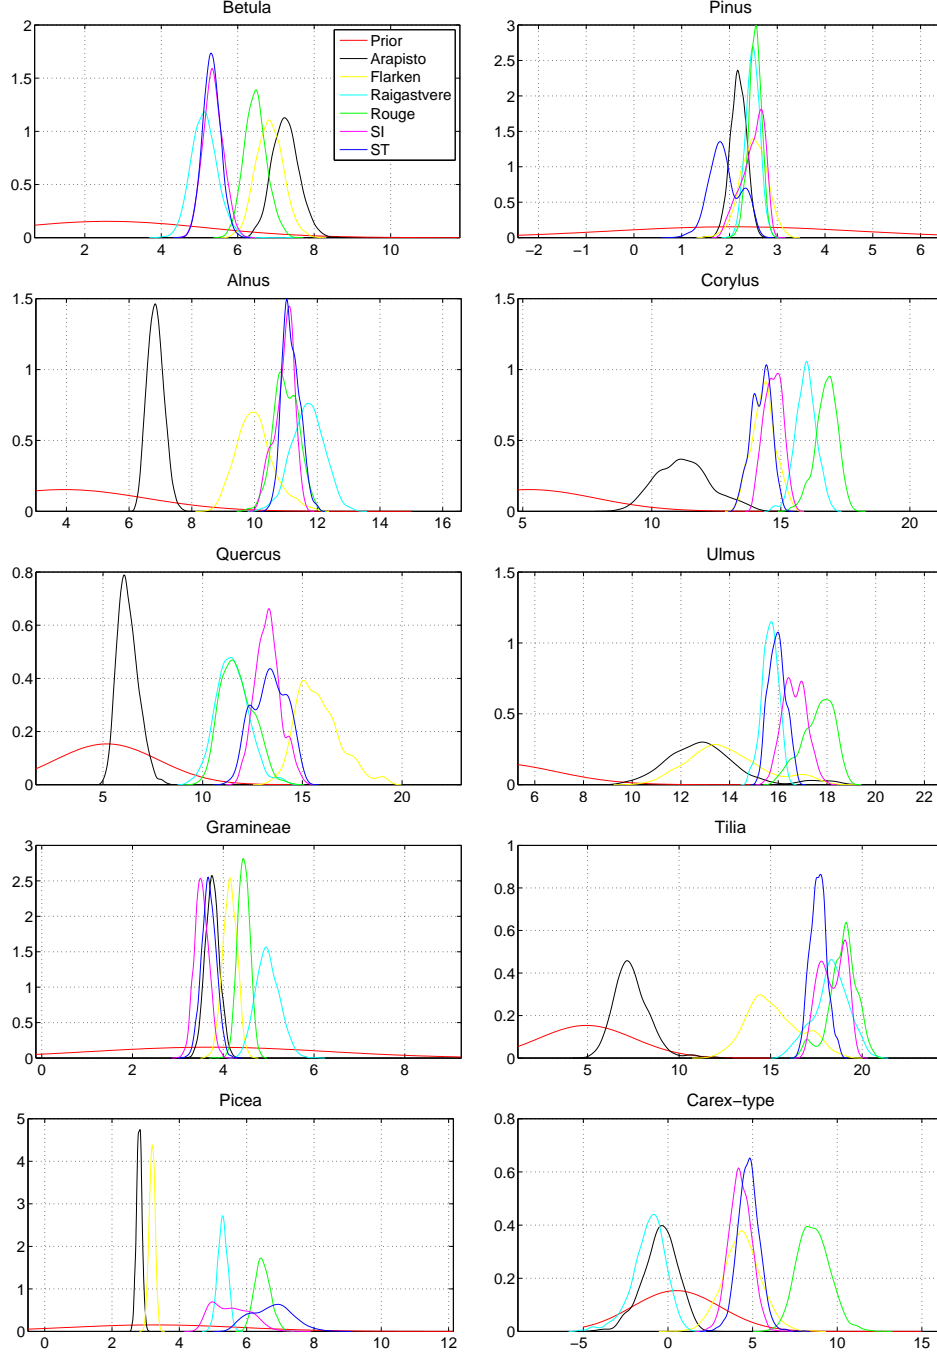 Betula
2
1.5
1
0.5
0
2 4 6 8 10
Prior
Arapisto
Flarken
Raigastvere
Rouge
SI
ST
Pinus
3
2.5
2
1.5
1
0.5
0
−2 −1 0 1 2 3 4 5 6
Alnus
1.5
1
0.5
0
4 6 8 10 12 14 16
Corylus
1.5
1
0.5
0
5 10 15 20
Quercus
0.8
0.6
0.4
0.2
0
5 10 15 20
Ulmus
1.5
1
0.5
0
6 8 10 12 14 16 18 20 22
Gramineae
3
2.5
2
1.5
1
0.5
0
0 2 4 6 8
Tilia
1
0.8
0.6
0.4
0.2
0
5 10 15 20
Picea
5
4
3
2
1
0
0 2 4 6 8 10 12
Carex−type
0.8
0.6
0.4
0.2
0
−5 0 5 10 15